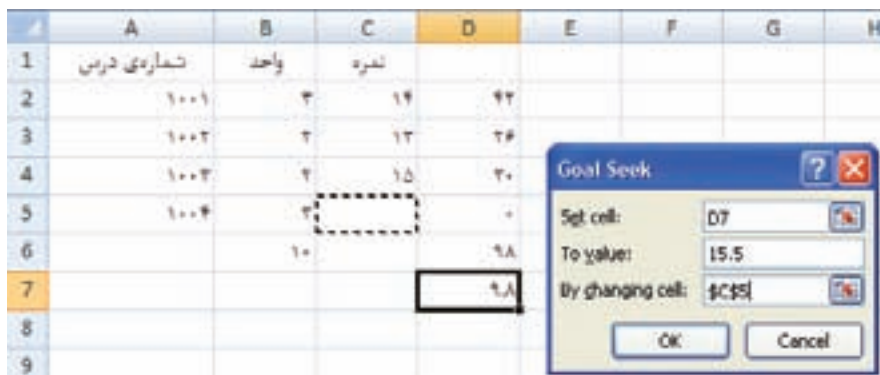 A B C D E F G H
1 شماره‌ی درس واحد نمره
2 ۱۰۰۱ ۳ ۱۴ ۴۲
3 ۱۰۰۲ ۲ ۱۳ ۲۶
4 ۱۰۰۳ ۲ ۱۵ ۳۰
5 ۱۰۰۴ ۳ ۰
6 ۱۰ ۹۸
7 ۹.۸
8
9
Goal Seek
Set cell: D7
To value: 15.5
By changing cell: $C$5
OK Cancel